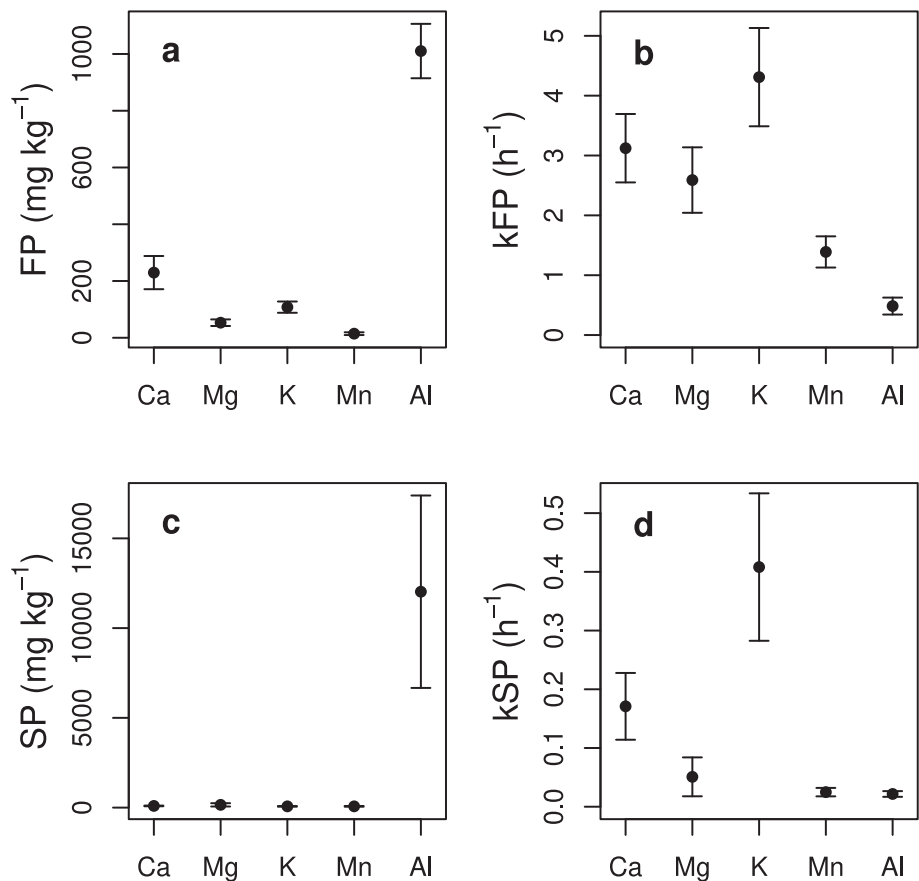 a
FP (mg kg⁻¹)
0
200
600
1000
Ca Mg K Mn Al
b
kFP (h⁻¹)
0
1
2
3
4
5
Ca Mg K Mn Al
c
SP (mg kg⁻¹)
0
5000
10000
15000
Ca Mg K Mn Al
d
kSP (h⁻¹)
0.0
0.1
0.2
0.3
0.4
0.5
Ca Mg K Mn Al